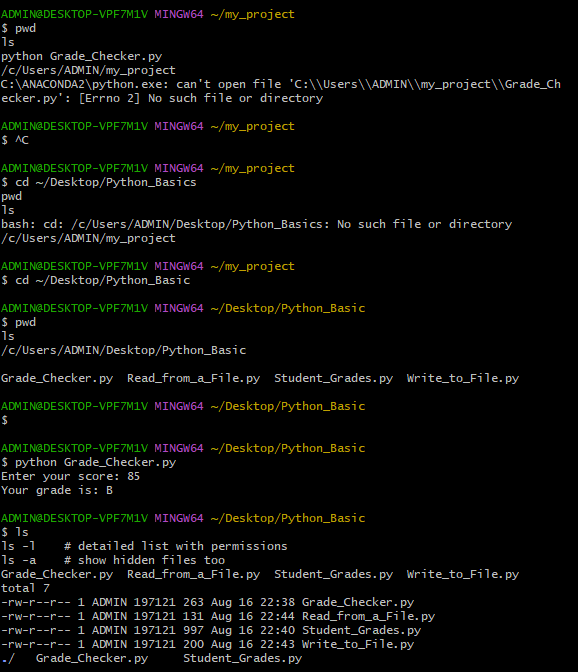 ADMIN@DESKTOP-VPF7M1V MINGW64 ~/my_project
$ pwd
ls
python Grade_Checker.py
/c/Users/ADMIN/my_project
C:\ANACONDA2\python.exe: can't open file 'C:\\Users\\ADMIN\\my_project\\Grade_Ch
ecker.py': [Errno 2] No such file or directory
ADMIN@DESKTOP-VPF7M1V MINGW64 ~/my_project
$ ^C
ADMIN@DESKTOP-VPF7M1V MINGW64 ~/my_project
$ cd ~/Desktop/Python_Basics
pwd
ls
bash: cd: /c/Users/ADMIN/Desktop/Python_Basics: No such file or directory
/c/Users/ADMIN/my_project
ADMIN@DESKTOP-VPF7M1V MINGW64 ~/my_project
$ cd ~/Desktop/Python_Basic
ADMIN@DESKTOP-VPF7M1V MINGW64 ~/Desktop/Python_Basic
$ pwd
ls
/c/Users/ADMIN/Desktop/Python_Basic
Grade_Checker.py  Read_from_a_File.py  Student_Grades.py  Write_to_File.py
ADMIN@DESKTOP-VPF7M1V MINGW64 ~/Desktop/Python_Basic
$
ADMIN@DESKTOP-VPF7M1V MINGW64 ~/Desktop/Python_Basic
$ python Grade_Checker.py
Enter your score: 85
Your grade is: B
ADMIN@DESKTOP-VPF7M1V MINGW64 ~/Desktop/Python_Basic
$ ls
ls -l    # detailed list with permissions
ls -a    # show hidden files too
Grade_Checker.py  Read_from_a_File.py  Student_Grades.py  Write_to_File.py
total 7
-rw-r--r-- 1 ADMIN 197121 263 Aug 16 22:38 Grade_Checker.py
-rw-r--r-- 1 ADMIN 197121 131 Aug 16 22:44 Read_from_a_File.py
-rw-r--r-- 1 ADMIN 197121 997 Aug 16 22:40 Student_Grades.py
-rw-r--r-- 1 ADMIN 197121 200 Aug 16 22:43 Write_to_File.py
./   Grade_Checker.py     Student_Grades.py